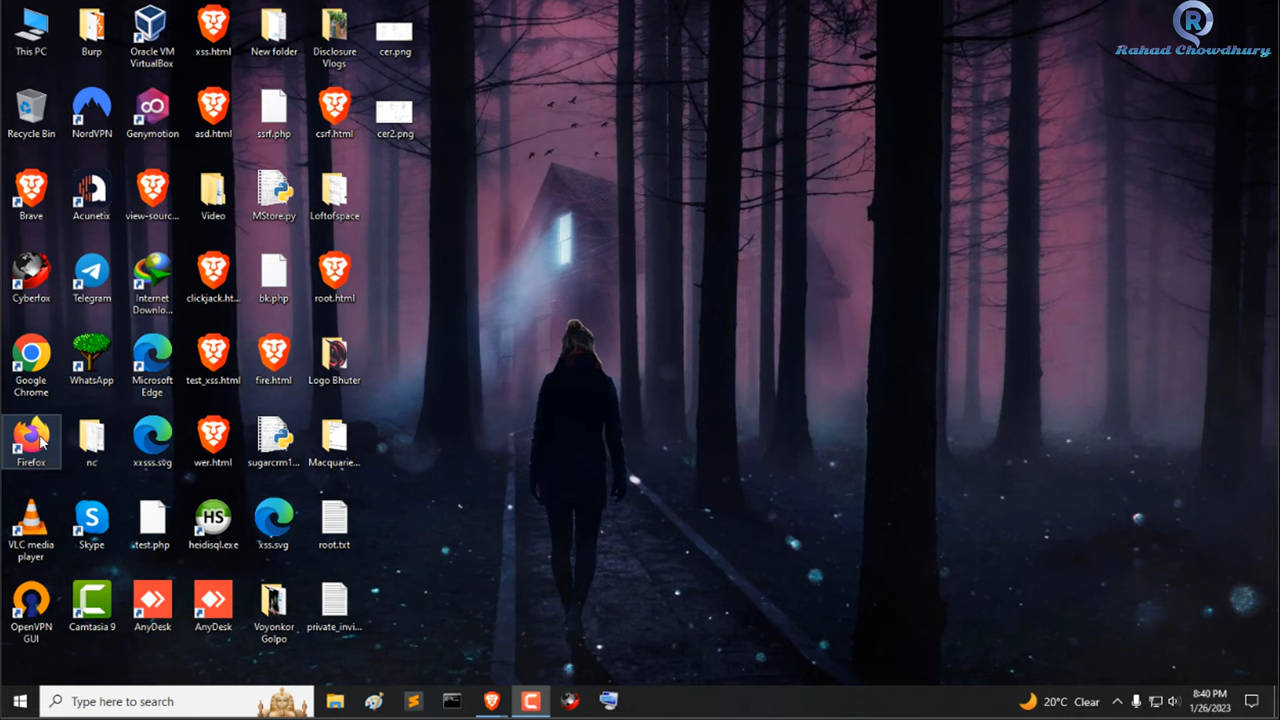 Rahad Chowdhury
This PC
Burp
Oracle VM
VirtualBox
xss.html
New folder
Disclosure
Vlogs
cer.png
Recycle Bin
NordVPN
Genymotion
asd.html
ssrf.php
csrf.html
cer2.png
Brave
Acunetix
view-sourc...
Video
MStore.py
Loftofspace
Cyberfox
Telegram
Internet
Downlo...
clickjack.ht...
bk.php
root.html
Google
Chrome
WhatsApp
Microsoft
Edge
test_xss.html
fire.html
Logo Bhuter
Firefox
nc
xxsss.svg
wer.html
sugarcrm1...
Macquarie...
VLC media
player
Skype
test.php
HS
heidisql.exe
xss.svg
root.txt
OpenVPN
GUI
Camtasia 9
AnyDesk
AnyDesk
Voyonkor
Golpo
private_invi...
Type here to search
20°C Clear
8:40 PM
1/26/2023